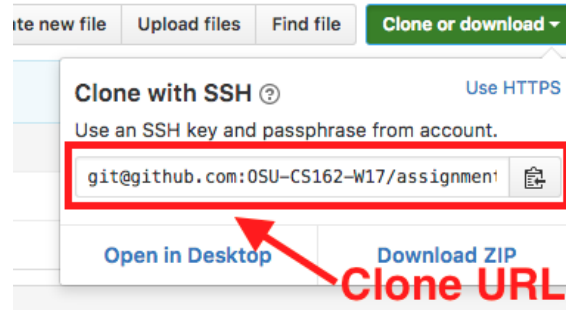 ate new file Upload files Find file Clone or download
Clone with SSH ?
Use HTTPS
Use an SSH key and passphrase from account.
git@github.com:OSU-CS162-W17/assignment
Open in Desktop Download ZIP
Clone URL